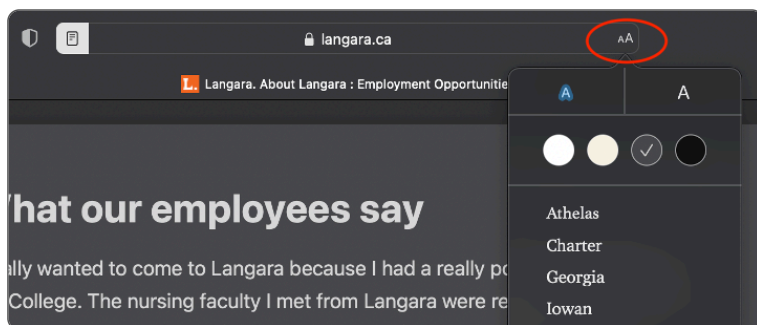 langara.ca
AA
L. Langara. About Langara : Employment Opportunitie
A A
hat our employees say
ally wanted to come to Langara because I had a really po
College. The nursing faculty I met from Langara were re
Athelas
Charter
Georgia
Iowan